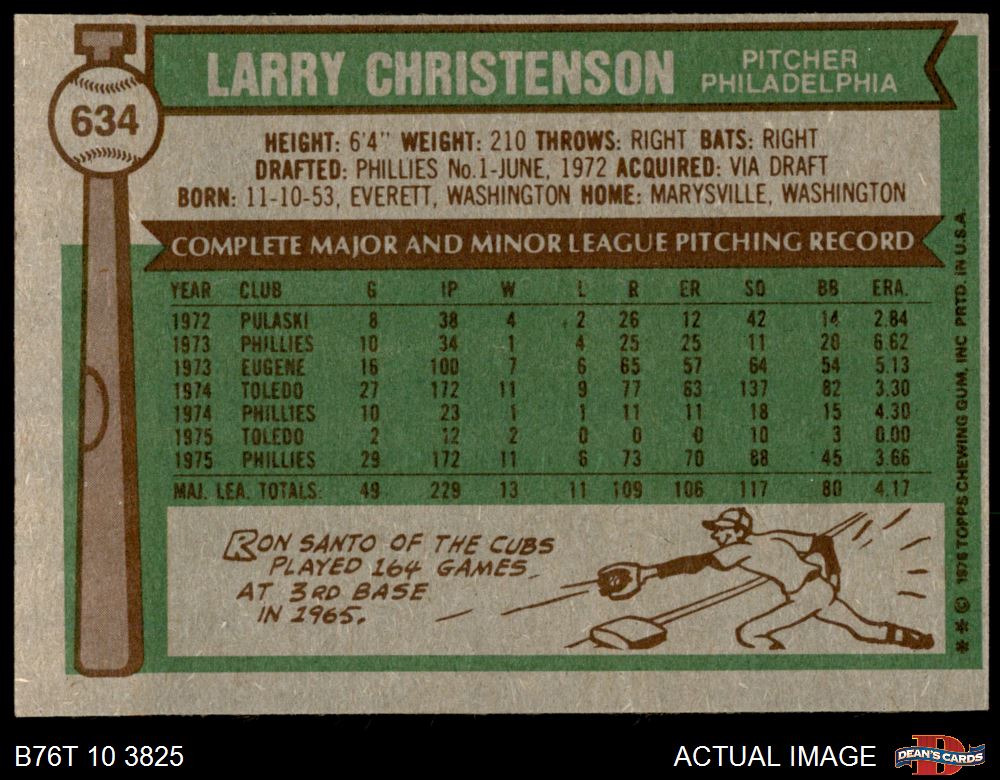 634
LARRY CHRISTENSON
PITCHER
PHILADELPHIA
HEIGHT: 6'4" WEIGHT: 210 THROWS: RIGHT BATS: RIGHT
DRAFTED: PHILLIES No.1-JUNE, 1972 ACQUIRED: VIA DRAFT
BORN: 11-10-53, EVERETT, WASHINGTON HOME: MARYSVILLE, WASHINGTON
COMPLETE MAJOR AND MINOR LEAGUE PITCHING RECORD
YEAR CLUB G IP W L R ER SO BB ERA.
1972 PULASKI 8 38 4 2 26 12 42 14 2.84
1973 PHILLIES 10 34 1 4 25 25 11 20 6.62
1973 EUGENE 16 100 7 6 65 57 64 54 5.13
1974 TOLEDO 27 172 11 9 77 63 137 82 3.30
1974 PHILLIES 10 23 1 1 11 11 18 15 4.30
1975 TOLEDO 2 12 2 0 0 0 10 3 0.00
1975 PHILLIES 29 172 11 6 73 70 88 45 3.66
MAJ. LEA. TOTALS: 49 229 13 11 109 106 117 80 4.17
RON SANTO OF THE CUBS
PLAYED 164 GAMES
AT 3RD BASE
IN 1965.
** © 1976 TOPPS CHEWING GUM, INC PRTD. IN U.S.A.
B76T 10 3825
ACTUAL IMAGE
DEAN'S CARDS